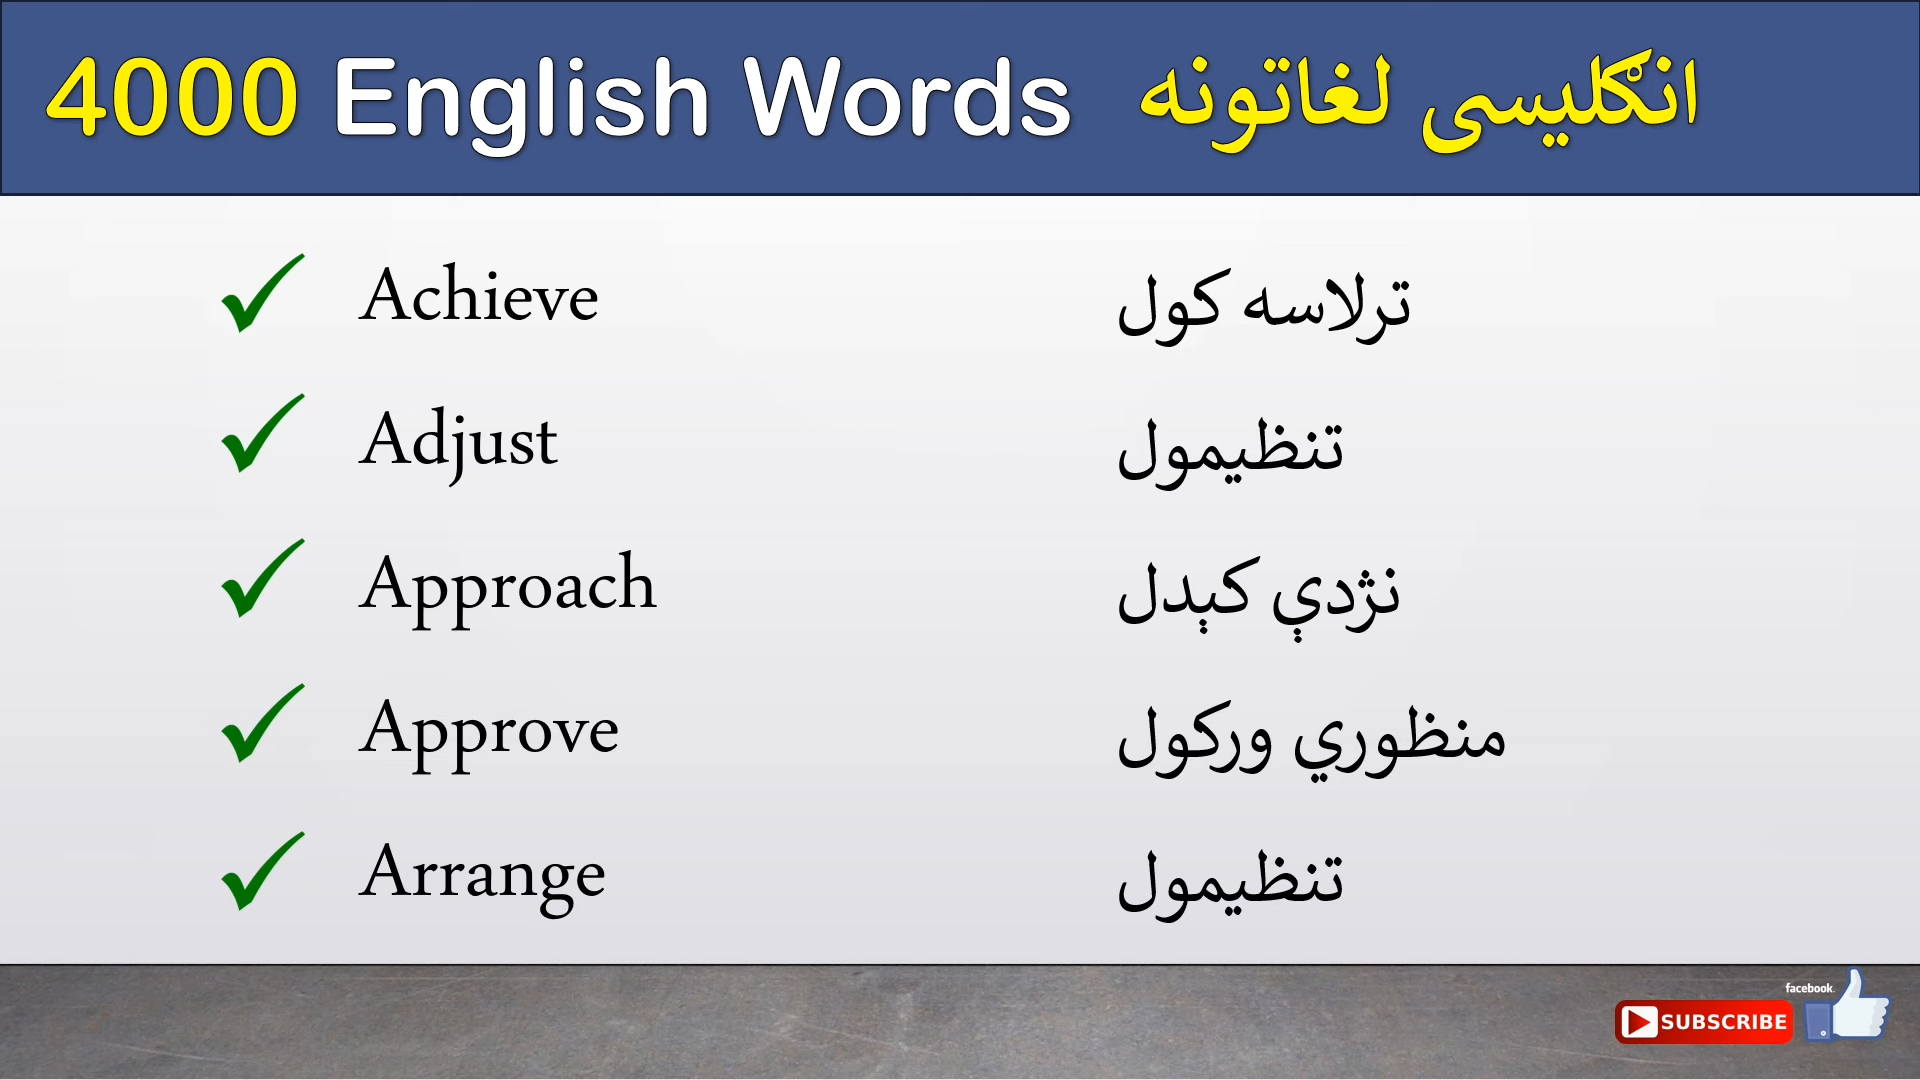 4000 English Words انګلیسی لغاتونه
Achieve ترلاسه کول
Adjust تنظیمول
Approach نژدې کېدل
Approve منظوري ورکول
Arrange تنظیمول
facebook.
SUBSCRIBE